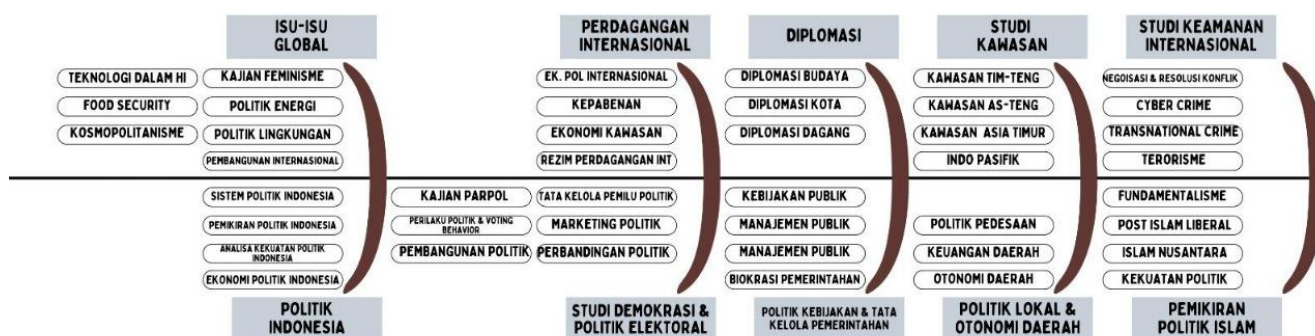 ISU-ISU
GLOBAL
PERDAGANGAN
INTERNASIONAL
DIPLOMASI
STUDI
KAWASAN
STUDI KEAMANAN
INTERNASIONAL
TEKNOLOGI DALAM HI
FOOD SECURITY
KOSMOPOLITANISME
KAJIAN FEMINISME
POLITIK ENERGI
POLITIK LINGKUNGAN
PEMBANGUNAN INTERNASIONAL
EK. POL INTERNASIONAL
KEPABENAN
EKONOMI KAWASAN
REZIM PERDAGANGAN INT
DIPLOMASI BUDAYA
DIPLOMASI KOTA
DIPLOMASI DAGANG
KAWASAN TIM-TENG
KAWASAN AS-TENG
KAWASAN ASIA TIMUR
INDO PASIFIK
NEGOISASI & RESOLUSI KONFLIK
CYBER CRIME
TRANSNATIONAL CRIME
TERORISME
SISTEM POLITIK INDONESIA
PEMIKIRAN POLITIK INDONESIA
ANALISA KEKUATAN POLITIK
INDONESIA
EKONOMI POLITIK INDONESIA
KAJIAN PARPOL
PERILAKU POLITIK & VOTING
BEHAVIOR
PEMBANGUNAN POLITIK
TATA KELOLA PEMILU POLITIK
MARKETING POLITIK
PERBANDINGAN POLITIK
KEBIJAKAN PUBLIK
MANAJEMEN PUBLIK
MANAJEMEN PUBLIK
BIOKRASI PEMERINTAHAN
POLITIK PEDESAAN
KEUANGAN DAERAH
OTONOMI DAERAH
FUNDAMENTALISME
POST ISLAM LIBERAL
ISLAM NUSANTARA
KEKUATAN POLITIK
POLITIK
INDONESIA
STUDI DEMOKRASI &
POLITIK ELEKTORAL
POLITIK KEBIJAKAN & TATA
KELOLA PEMERINTAHAN
POLITIK LOKAL &
OTONOMI DAERAH
PEMIKIRAN
POLITIK ISLAM